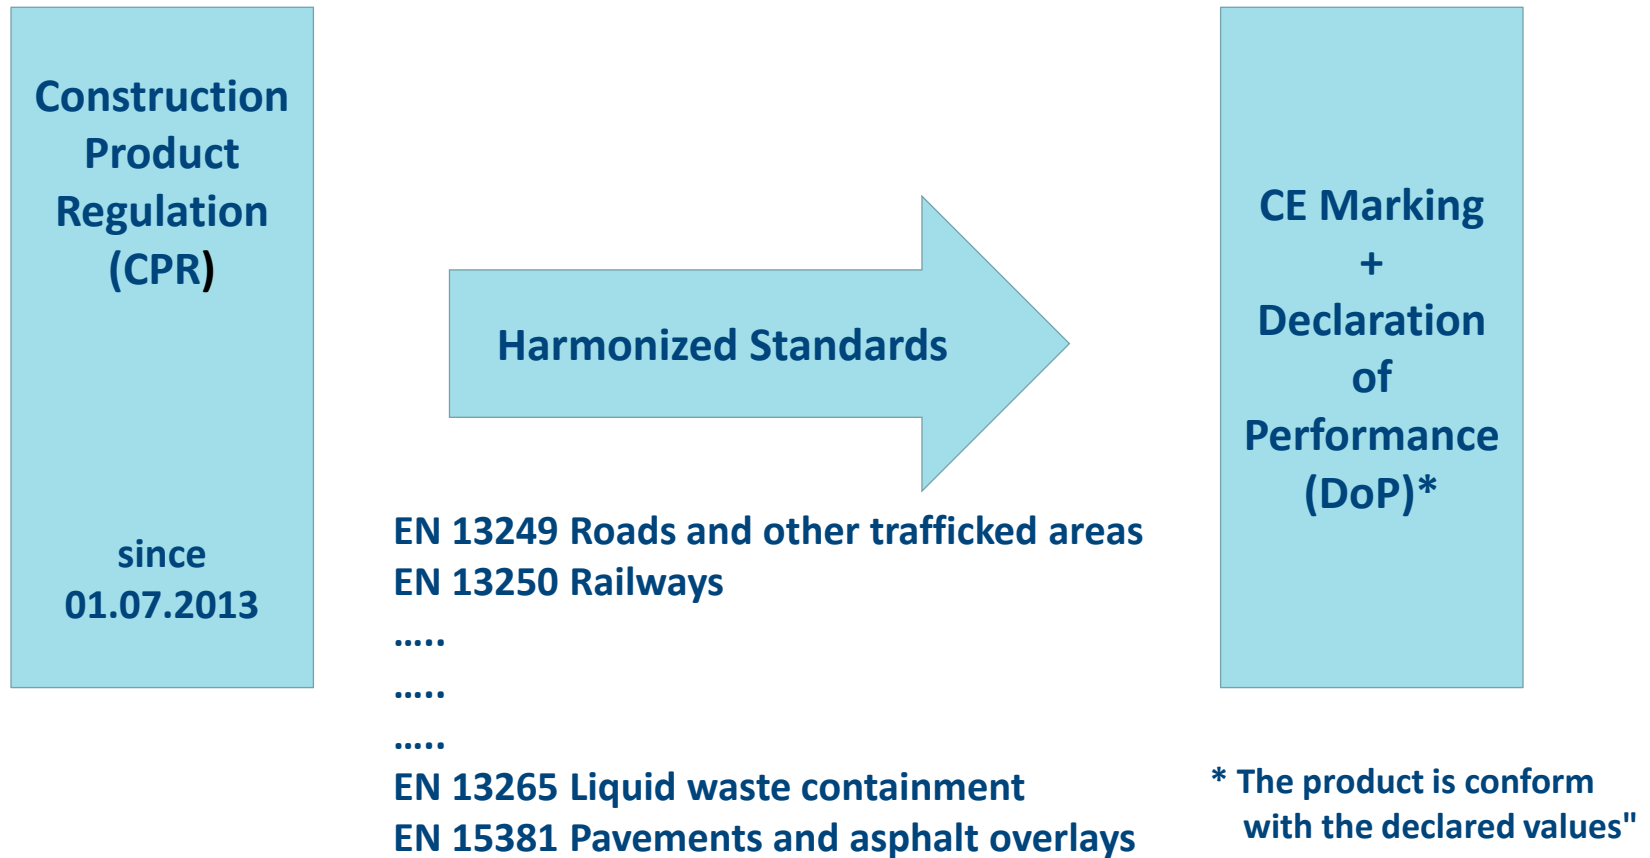 Construction
Product
Regulation
(CPR)
since
01.07.2013
Harmonized Standards
EN 13249 Roads and other trafficked areas
EN 13250 Railways
…..
…..
…..
EN 13265 Liquid waste containment
EN 15381 Pavements and asphalt overlays
CE Marking
+
Declaration
of
Performance
(DoP)*
* The product is conform
with the declared values"